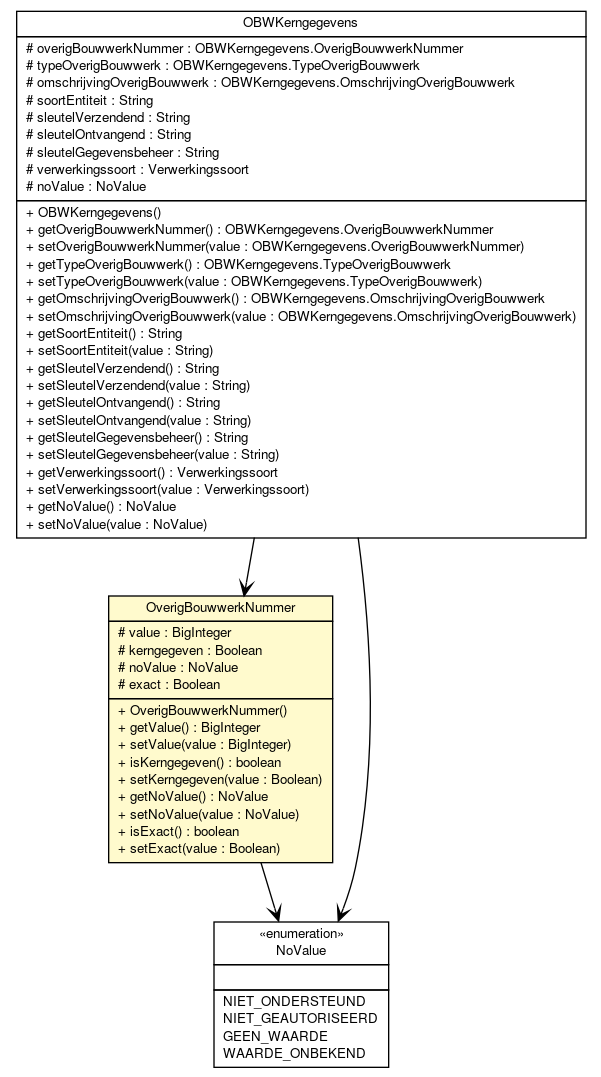 OBWKerngegevens
# overigBouwwerkNummer : OBWKerngegevens.OverigBouwwerkNummer
# typeOverigBouwwerk : OBWKerngegevens.TypeOverigBouwwerk
# omschrijvingOverigBouwwerk : OBWKerngegevens.OmschrijvingOverigBouwwerk
# soortEntiteit : String
# sleutelVerzendend : String
# sleutelOntvangend : String
# sleutelGegevensbeheer : String
# verwerkingssoort : Verwerkingssoort
# noValue : NoValue
+ OBWKerngegevens()
+ getOverigBouwwerkNummer() : OBWKerngegevens.OverigBouwwerkNummer
+ setOverigBouwwerkNummer(value : OBWKerngegevens.OverigBouwwerkNummer)
+ getTypeOverigBouwwerk() : OBWKerngegevens.TypeOverigBouwwerk
+ setTypeOverigBouwwerk(value : OBWKerngegevens.TypeOverigBouwwerk)
+ getOmschrijvingOverigBouwwerk() : OBWKerngegevens.OmschrijvingOverigBouwwerk
+ setOmschrijvingOverigBouwwerk(value : OBWKerngegevens.OmschrijvingOverigBouwwerk)
+ getSoortEntiteit() : String
+ setSoortEntiteit(value : String)
+ getSleutelVerzendend() : String
+ setSleutelVerzendend(value : String)
+ getSleutelOntvangend() : String
+ setSleutelOntvangend(value : String)
+ getSleutelGegevensbeheer() : String
+ setSleutelGegevensbeheer(value : String)
+ getVerwerkingssoort() : Verwerkingssoort
+ setVerwerkingssoort(value : Verwerkingssoort)
+ getNoValue() : NoValue
+ setNoValue(value : NoValue)
OverigBouwwerkNummer
# value : BigInteger
# kerngegeven : Boolean
# noValue : NoValue
# exact : Boolean
+ OverigBouwwerkNummer()
+ getValue() : BigInteger
+ setValue(value : BigInteger)
+ isKerngegeven() : boolean
+ setKerngegeven(value : Boolean)
+ getNoValue() : NoValue
+ setNoValue(value : NoValue)
+ isExact() : boolean
+ setExact(value : Boolean)
«enumeration»
NoValue
NIET_ONDERSTEUND
NIET_GEAUTORISEERD
GEEN_WAARDE
WAARDE_ONBEKEND